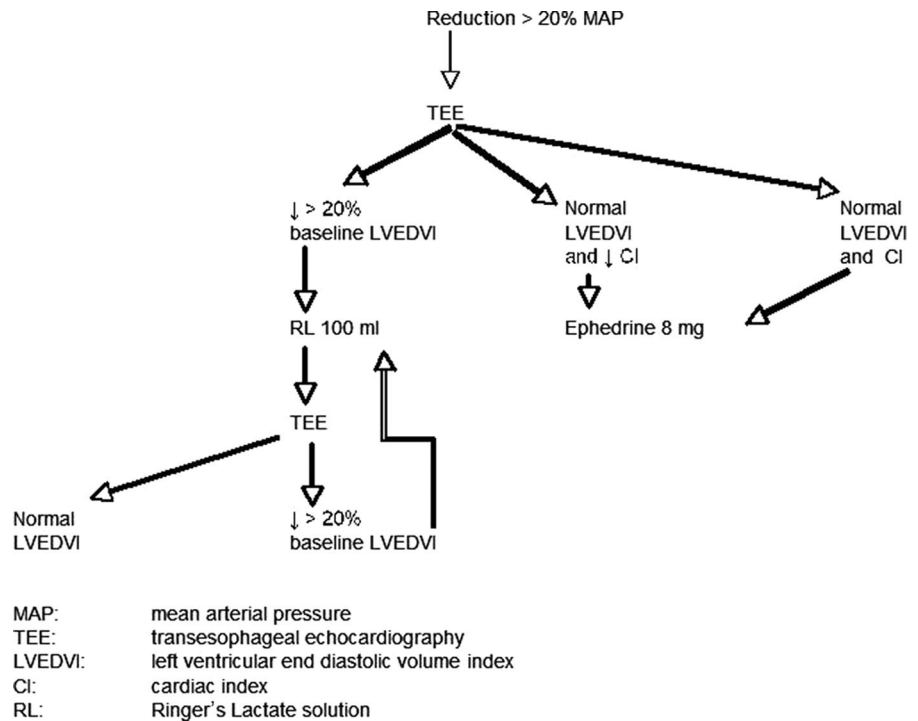 Reduction > 20% MAP
TEE
↓ > 20%
baseline LVEDVI
Normal
LVEDVI
and ↓ CI
Normal
LVEDVI
and CI
RL 100 ml
Ephedrine 8 mg
TEE
Normal
LVEDVI
↓ > 20%
baseline LVEDVI
MAP: mean arterial pressure
TEE: transesophageal echocardiography
LVEDVI: left ventricular end diastolic volume index
CI: cardiac index
RL: Ringer's Lactate solution